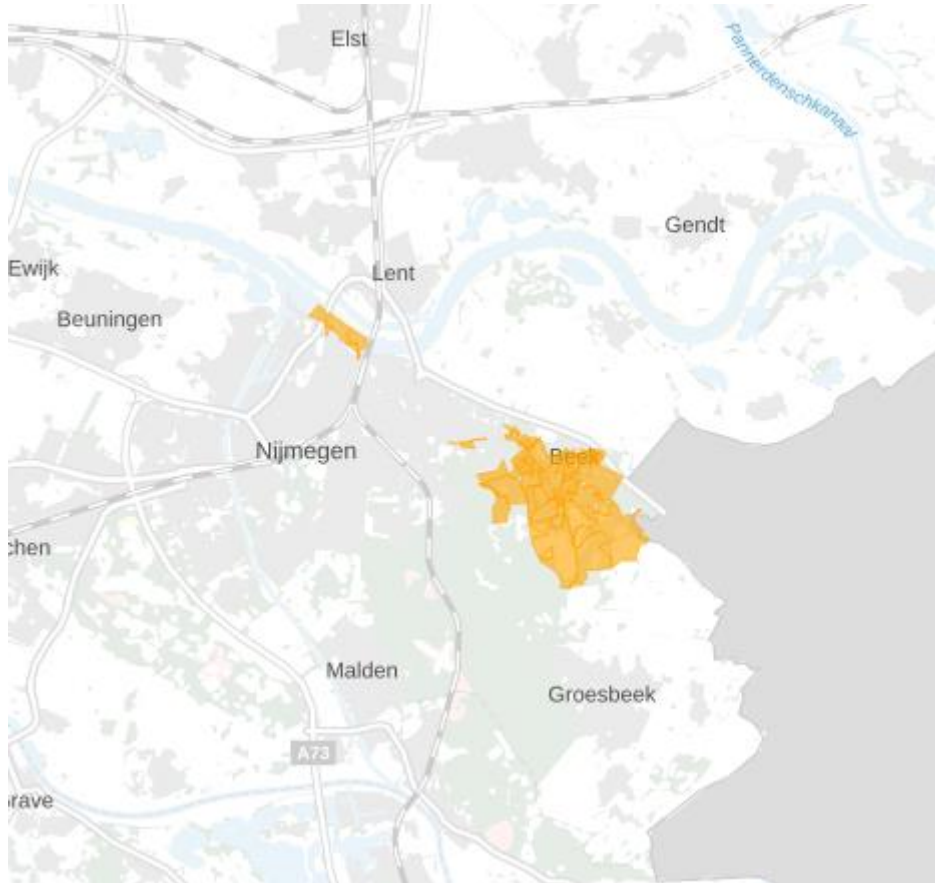 Elst
Pannerdenschkanaal
Gendt
Ewijk
Lent
Beuningen
Nijmegen
Beek
chen
Malden
Groesbeek
A73
rave